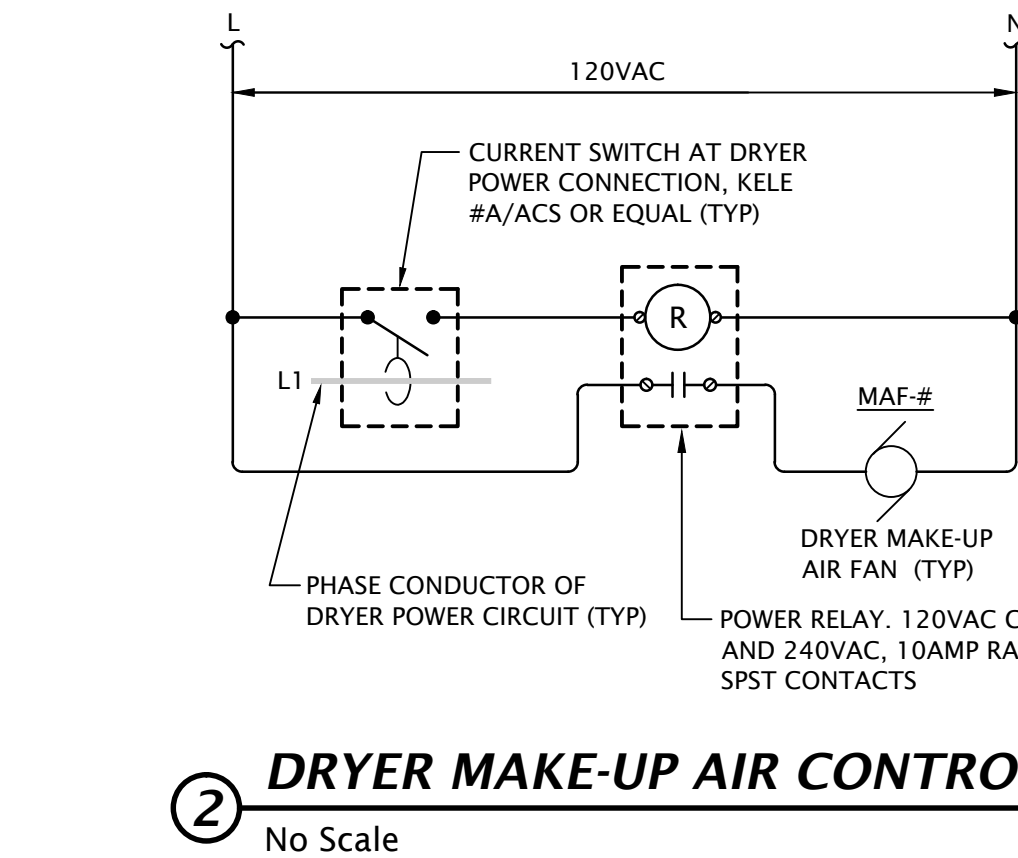 L
120VAC
CURRENT SWITCH AT DRYER
POWER CONNECTION, KELE
#A/ACS OR EQUAL (TYP)
R
L1
MAF-#
DRYER MAKE-UP
AIR FAN (TYP)
PHASE CONDUCTOR OF
DRYER POWER CIRCUIT (TYP)
POWER RELAY. 120VAC
AND 240VAC, 10AMP
SPST CONTACTS
2
DRYER MAKE-UP AIR
No Scale